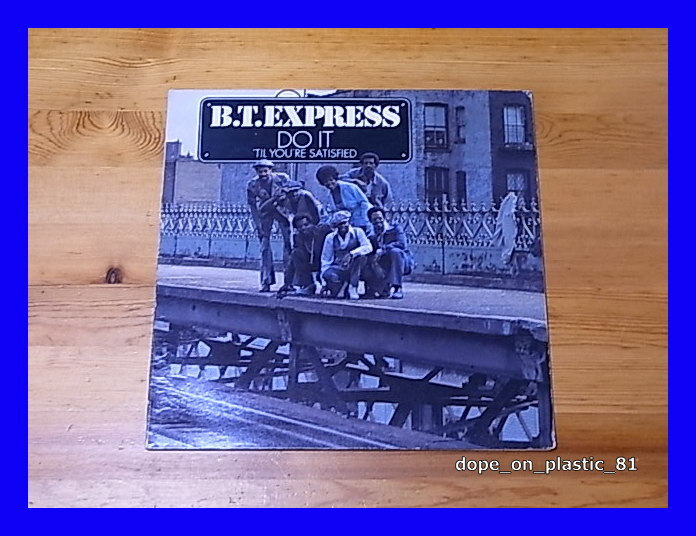 B.T.EXPRESS
DO IT
'TIL YOU'RE SATISFIED
dope_on_plastic_81